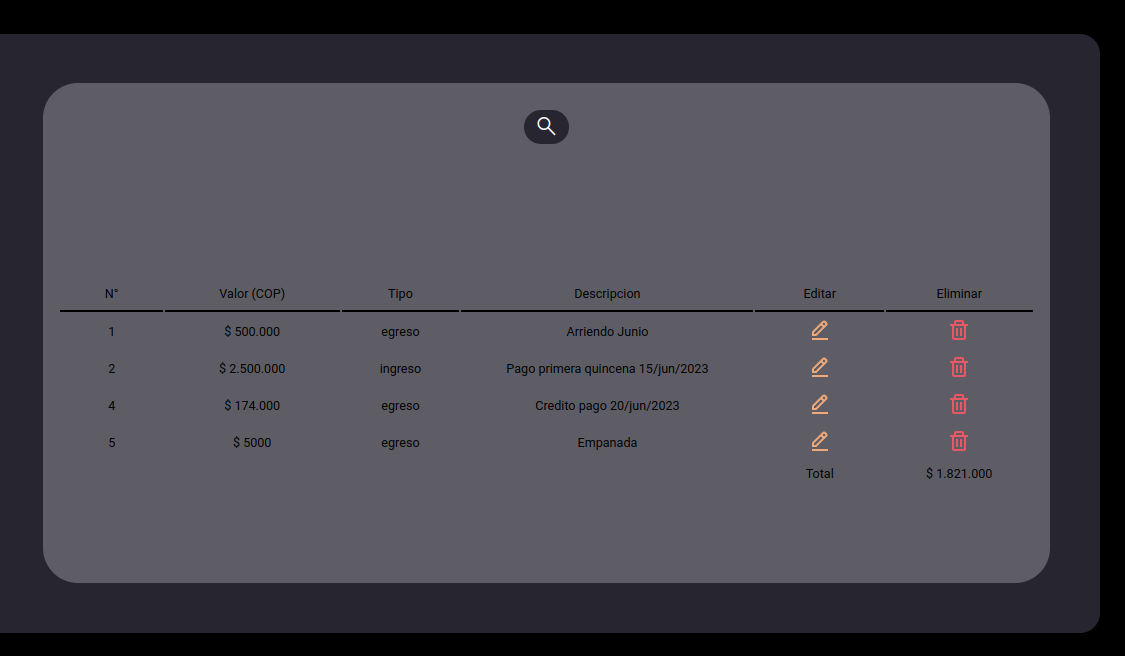 N° Valor (COP) Tipo Descripcion Editar Eliminar
1 $ 500.000 egreso Arriendo Junio
2 $ 2.500.000 ingreso Pago primera quincena 15/jun/2023
4 $ 174.000 egreso Credito pago 20/jun/2023
5 $ 5000 egreso Empanada
Total $ 1.821.000